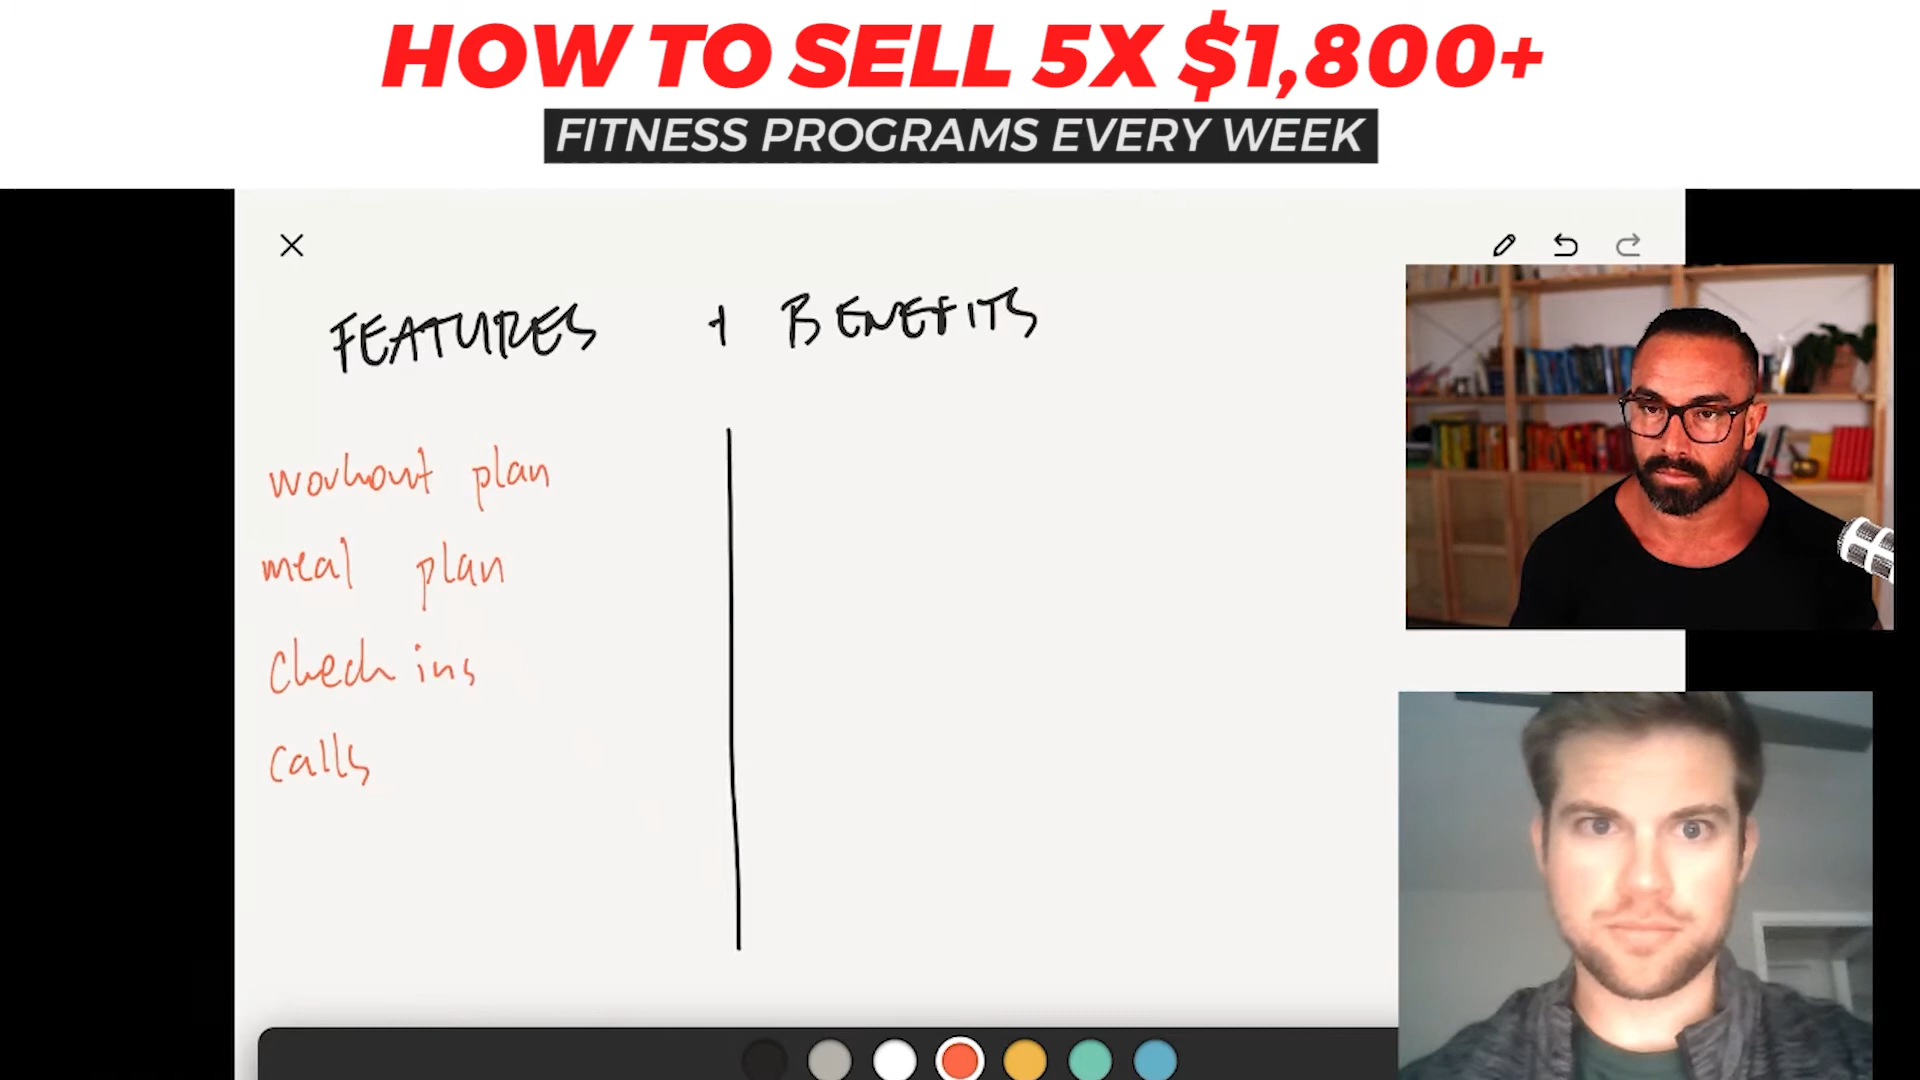 HOW TO SELL 5X $1,800+
FITNESS PROGRAMS EVERY WEEK
FEATURES + BENEFITS
workout plan
meal plan
check ins
calls